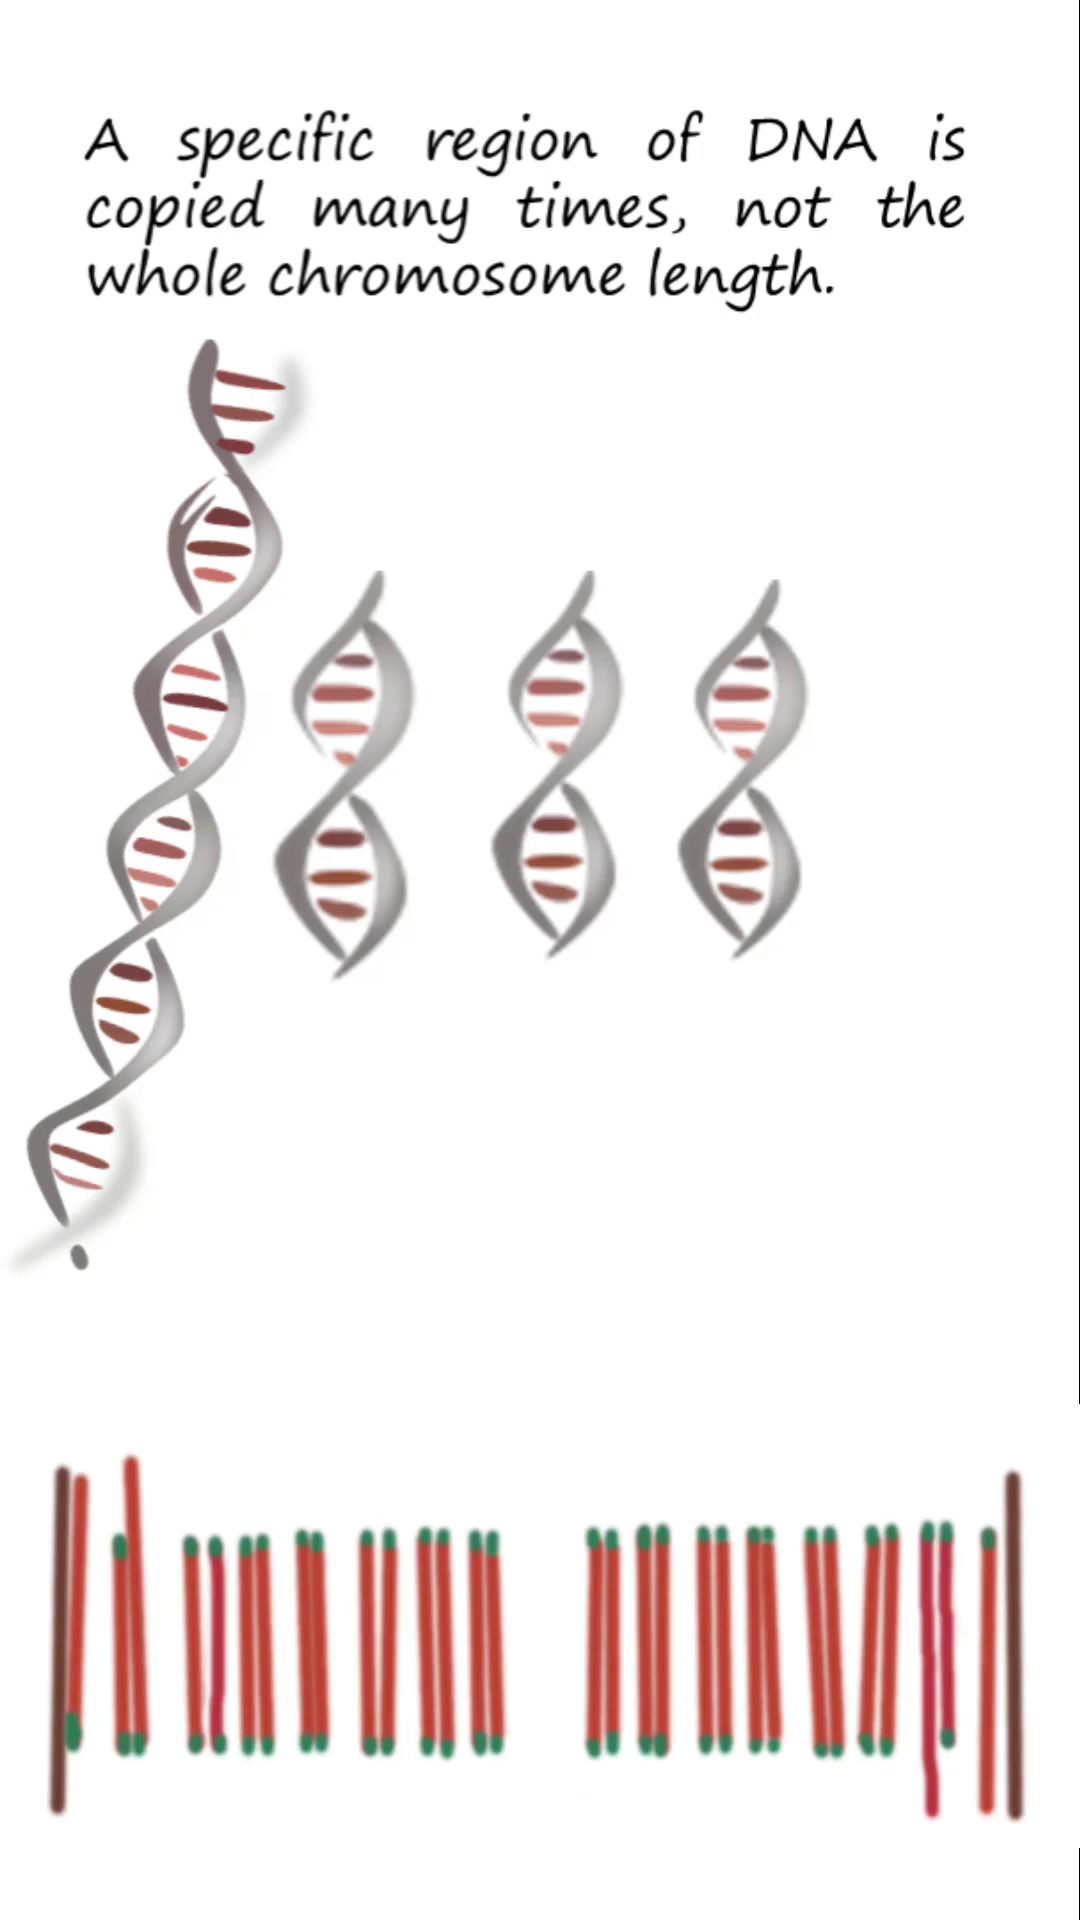 A specific region of DNA is
copied many times, not the
whole chromosome length.